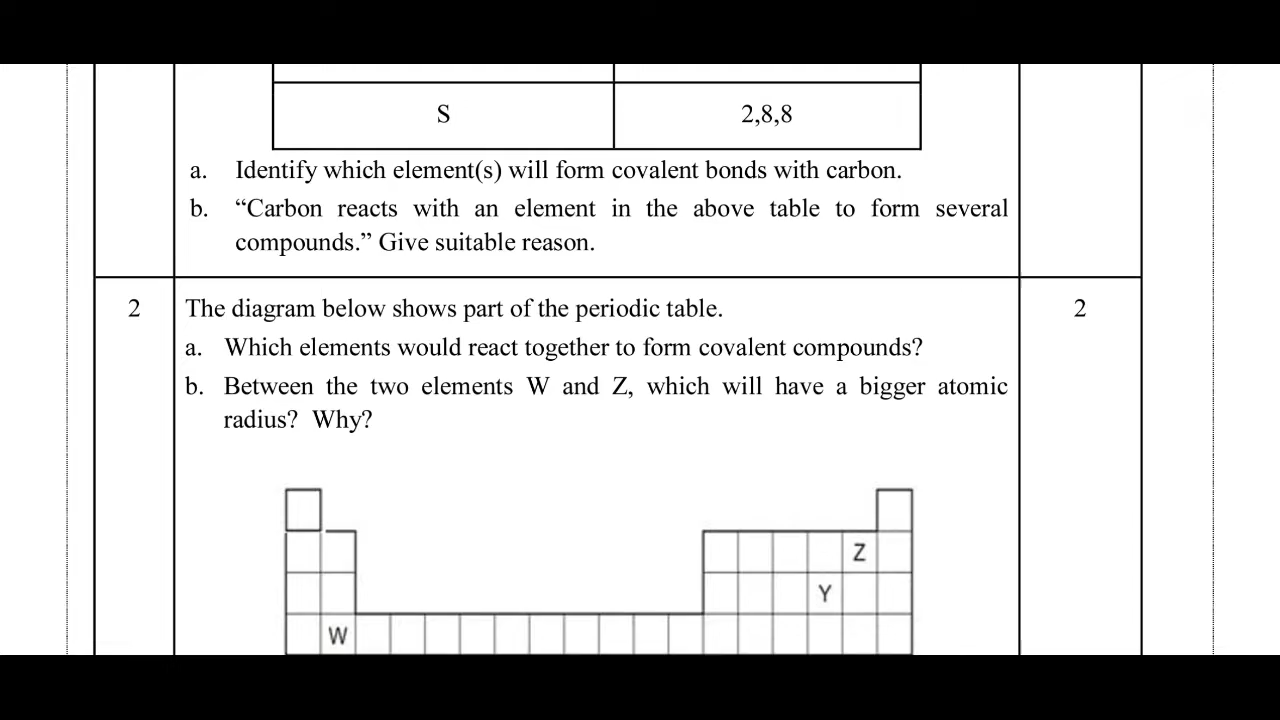 S 2,8,8
a. Identify which element(s) will form covalent bonds with carbon.
b. “Carbon reacts with an element in the above table to form several
compounds.” Give suitable reason.
2 The diagram below shows part of the periodic table. 2
a. Which elements would react together to form covalent compounds?
b. Between the two elements W and Z, which will have a bigger atomic
radius? Why?
Z
Y
W